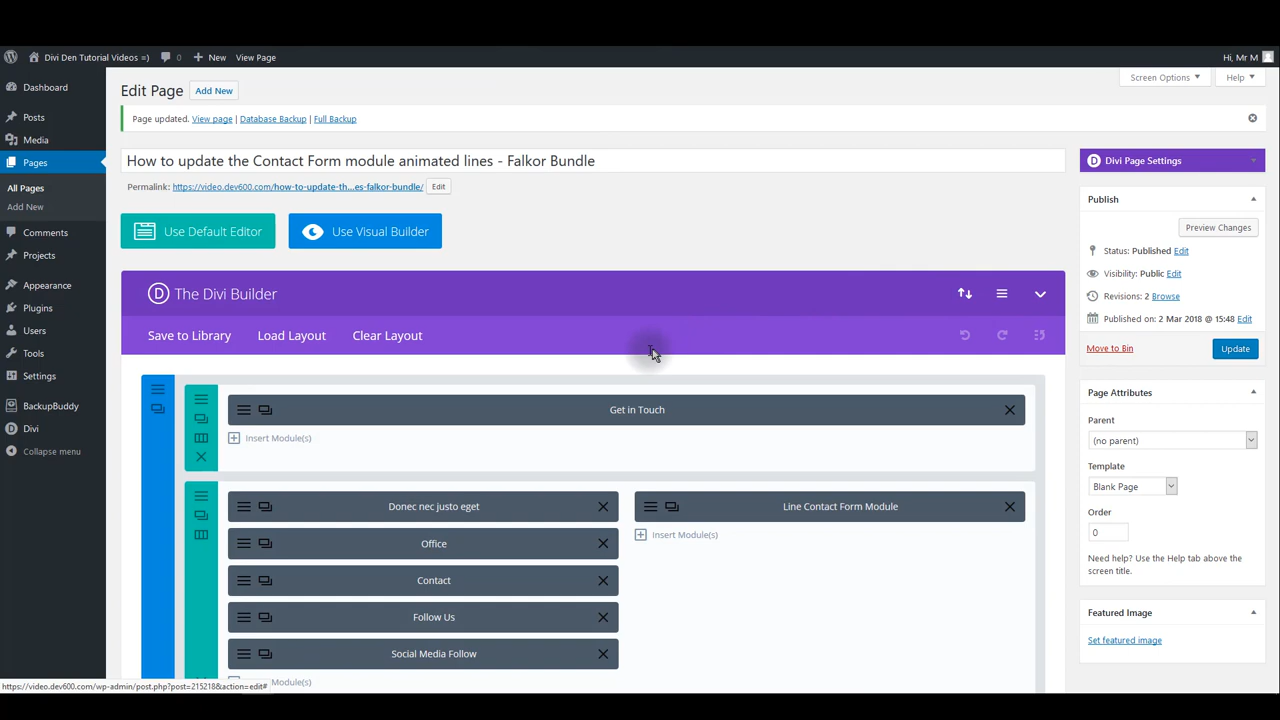 Divi Den Tutorial Videos =)
0
New
View Page
Hi, Mr M
Dashboard
Posts
Media
Pages
All Pages
Add New
Comments
Projects
Appearance
Plugins
Users
Tools
Settings
BackupBuddy
Divi
Collapse menu
Screen Options
Help
Edit Page
Add New
Page updated. View page | Database Backup | Full Backup
How to update the Contact Form module animated lines - Falkor Bundle
Permalink: https://video.dev600.com/how-to-update-th...es-falkor-bundle/ Edit
Use Default Editor
Use Visual Builder
D The Divi Builder
Save to Library
Load Layout
Clear Layout
Get in Touch
Insert Module(s)
Donec nec justo eget
Office
Contact
Follow Us
Social Media Follow
Module(s)
Line Contact Form Module
Insert Module(s)
D Divi Page Settings
Publish
Preview Changes
Status: Published Edit
Visibility: Public Edit
Revisions: 2 Browse
Published on: 2 Mar 2018 @ 15:48 Edit
Move to Bin
Update
Page Attributes
Parent
(no parent)
Template
Blank Page
Order
0
Need help? Use the Help tab above the
screen title.
Featured Image
Set featured image
https://video.dev600.com/wp-admin/post.php?post=215218&action=edit#